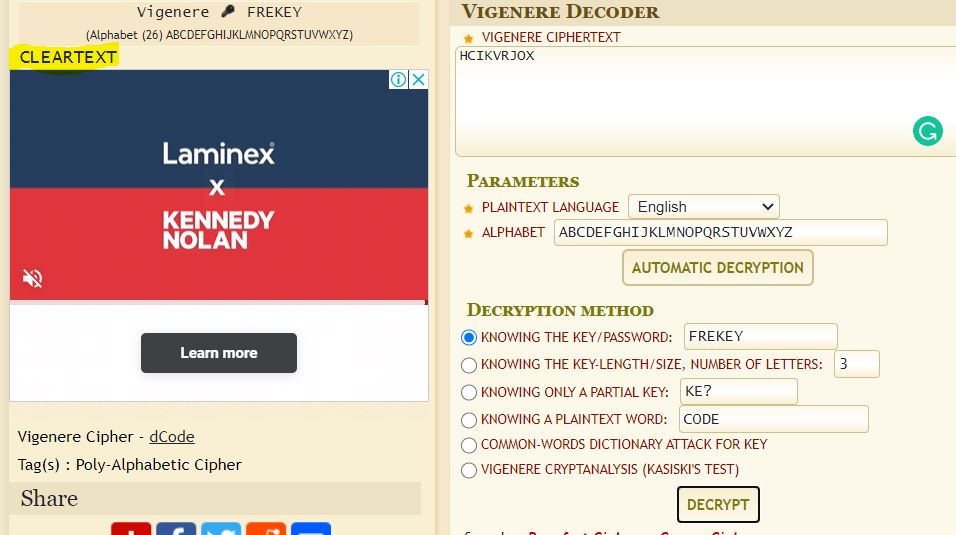 Vigenere FREKEY
(Alphabet (26) ABCDEFGHIJKLMNOPQRSTUVWXYZ)
CLEARTEXT
Laminex
X
KENNEDY
NOLAN
Learn more
Vigenere Cipher - dCode
Tag(s) : Poly-Alphabetic Cipher
Share
VIGENERE DECODER
VIGENERE CIPHERTEXT
HCIKVRJOX
PARAMETERS
PLAINTEXT LANGUAGE English
ALPHABET ABCDEFGHIJKLMNOPQRSTUVWXYZ
AUTOMATIC DECRYPTION
DECRYPTION METHOD
KNOWING THE KEY/PASSWORD: FREKEY
KNOWING THE KEY-LENGTH/SIZE, NUMBER OF LETTERS: 3
KNOWING ONLY A PARTIAL KEY: KE?
KNOWING A PLAINTEXT WORD: CODE
COMMON-WORDS DICTIONARY ATTACK FOR KEY
VIGENERE CRYPTANALYSIS (KASISKI'S TEST)
DECRYPT